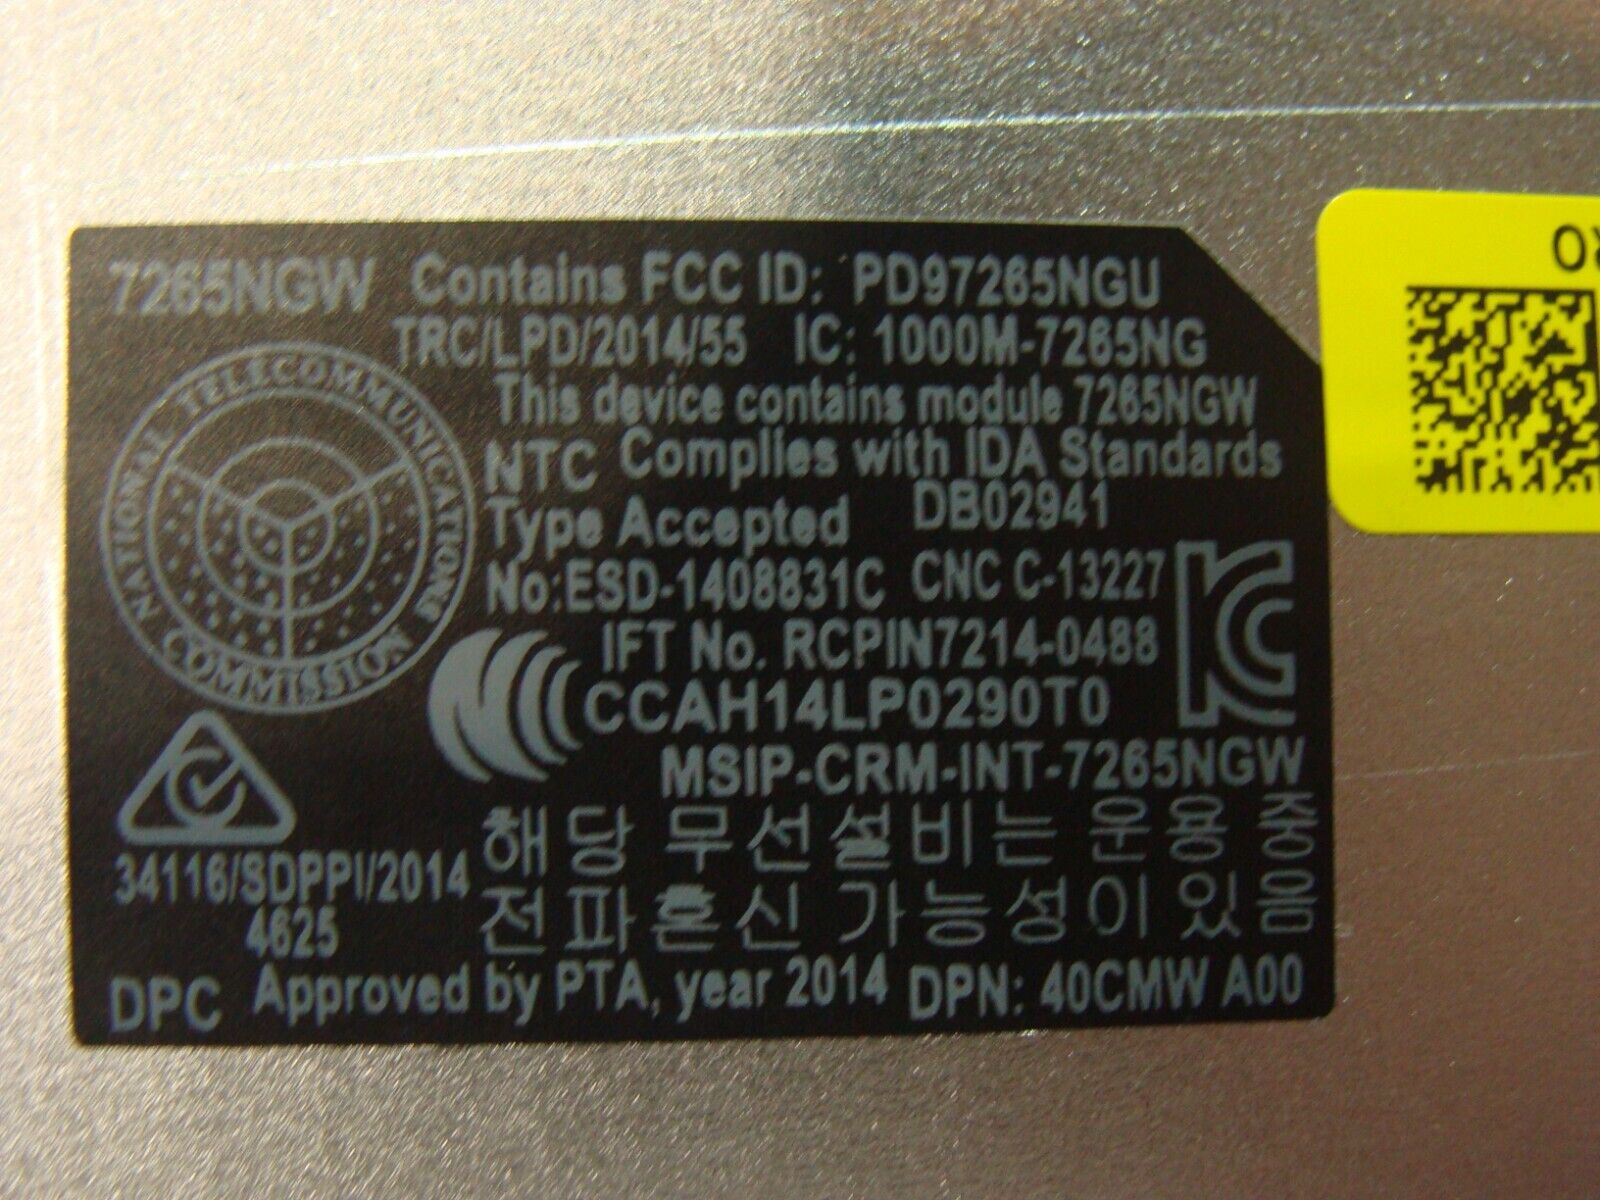 7265NGW Contains FCC ID: PD97265NGU
TRC/LPD/2014/55 IC: 1000M-7265NG
This device contains module 7265NGW
NATIONAL TELECOMMUNICATIONS COMMISSION
NTC Complies with IDA Standards
Type Accepted DB02941
No:ESD-1408831C CNC C-13227
IFT No. RCPIN7214-0488
CCAH14LP0290T0
MSIP-CRM-INT-7265NGW
해당 무선설비는 운용 중
전파혼신 가능성이 있음
34116/SDPPI/2014
4625
DPC Approved by PTA, year 2014 DPN: 40CMW A00